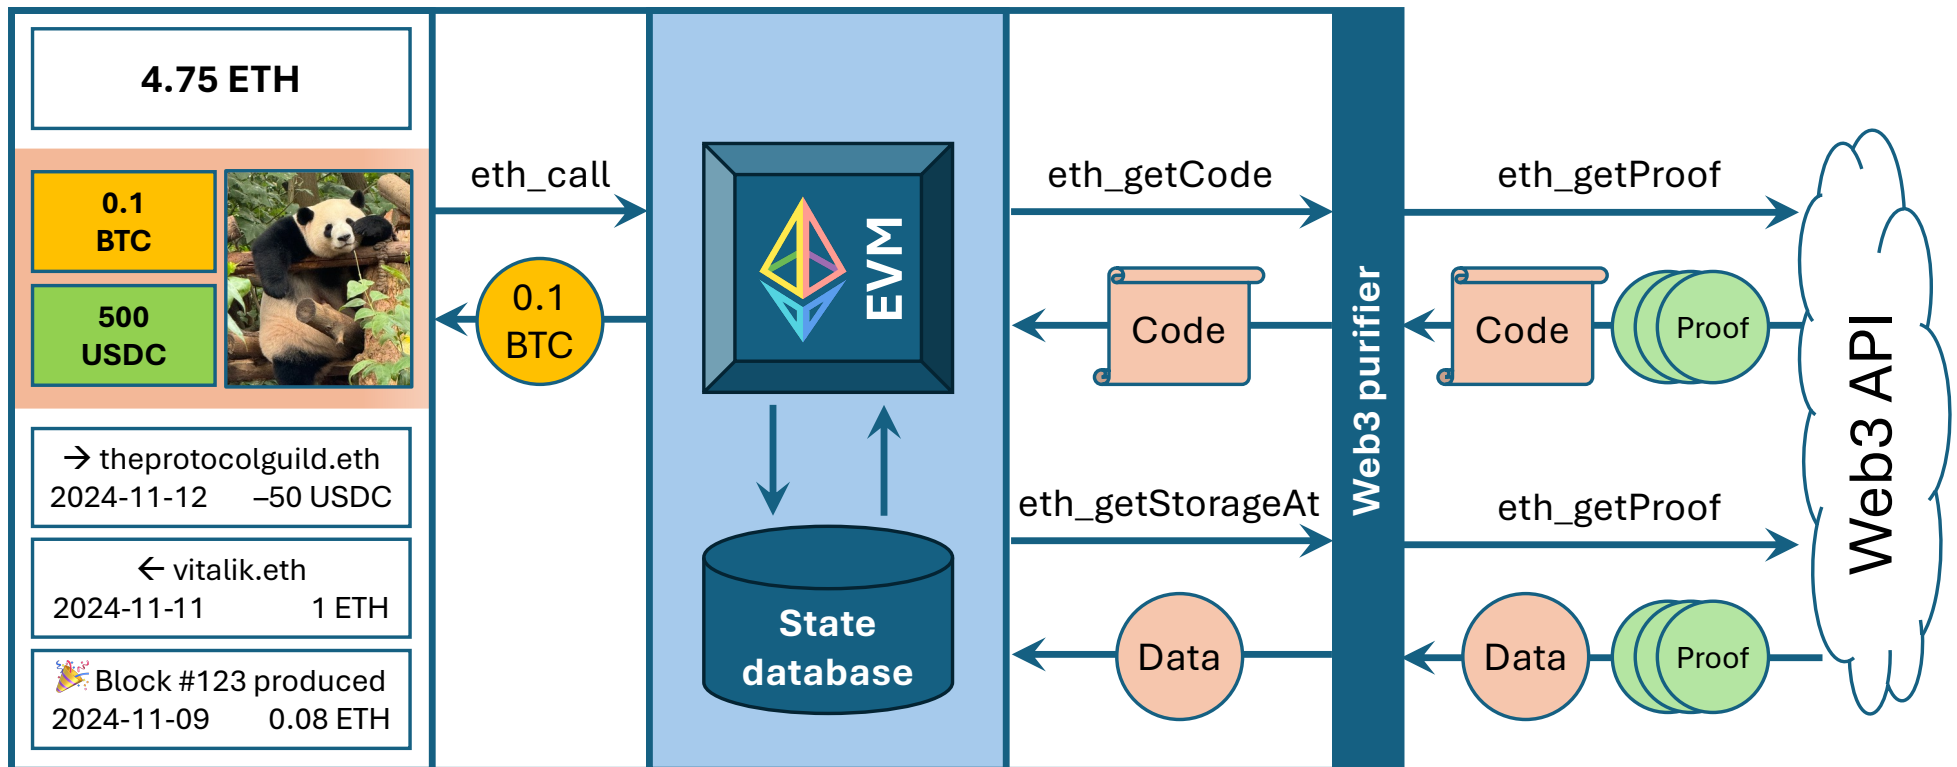 4.75 ETH
0.1
BTC
500
USDC
→ theprotocolguild.eth
2024-11-12 –50 USDC
← vitalik.eth
2024-11-11 1 ETH
🎉 Block #123 produced
2024-11-09 0.08 ETH
eth_call
0.1
BTC
EVM
State
database
eth_getCode
Code
eth_getStorageAt
Data
Web3 purifier
eth_getProof
Code
Proof
eth_getProof
Data
Proof
Web3 API